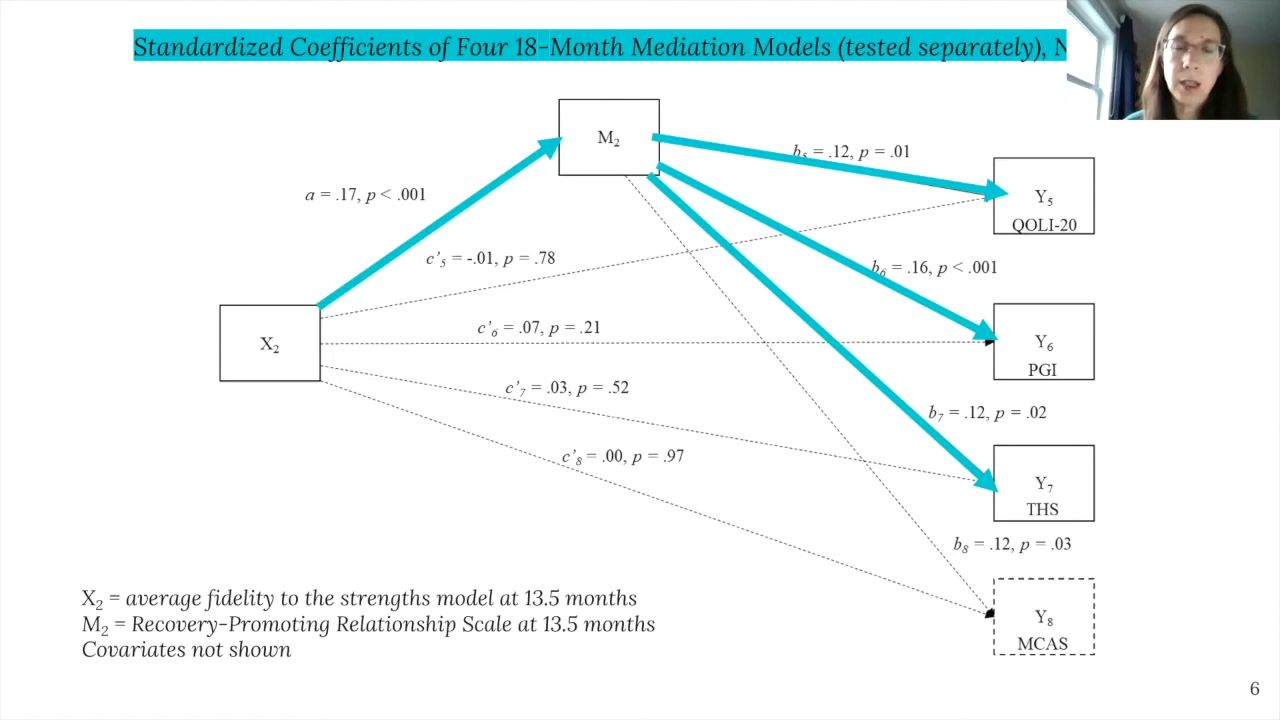 Standardized Coefficients of Four 18-Month Mediation Models (tested separately),
M₂
b₅ = .12, p = .01
a = .17, p < .001
Y₅
QOLI-20
c'₅ = -.01, p = .78
b₆ = .16, p < .001
c'₆ = .07, p = .21
X₂
Y₆
PGI
c'₇ = .03, p = .52
b₇ = .12, p = .02
c'₈ = .00, p = .97
Y₇
THS
b₈ = .12, p = .03
X₂ = average fidelity to the strengths model at 13.5 months
M₂ = Recovery-Promoting Relationship Scale at 13.5 months
Covariates not shown
Y₈
MCAS
6